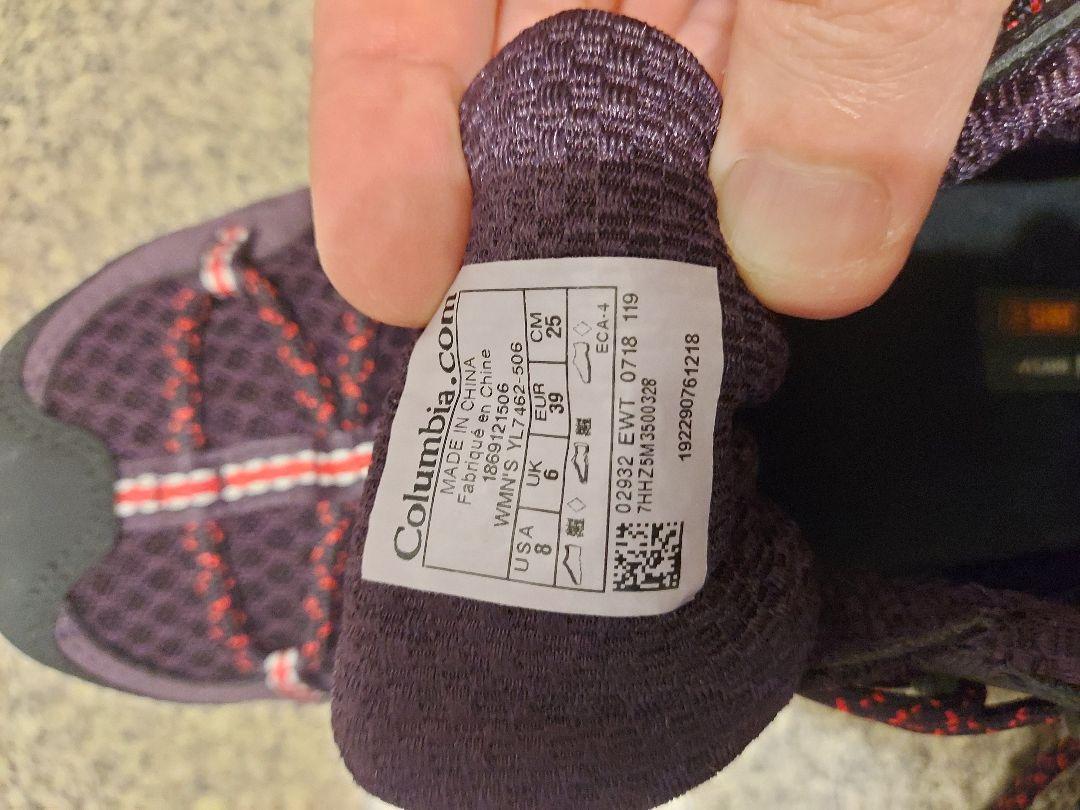 Columbia.com
MADE IN CHINA
Fabriqué en Chine
1869121506
WMN'S YL7462-506
USA UK EUR CM
8 6 39 25
ECA-4
02932 EWT 0718 119
7HHZ5M3500328
192290761218